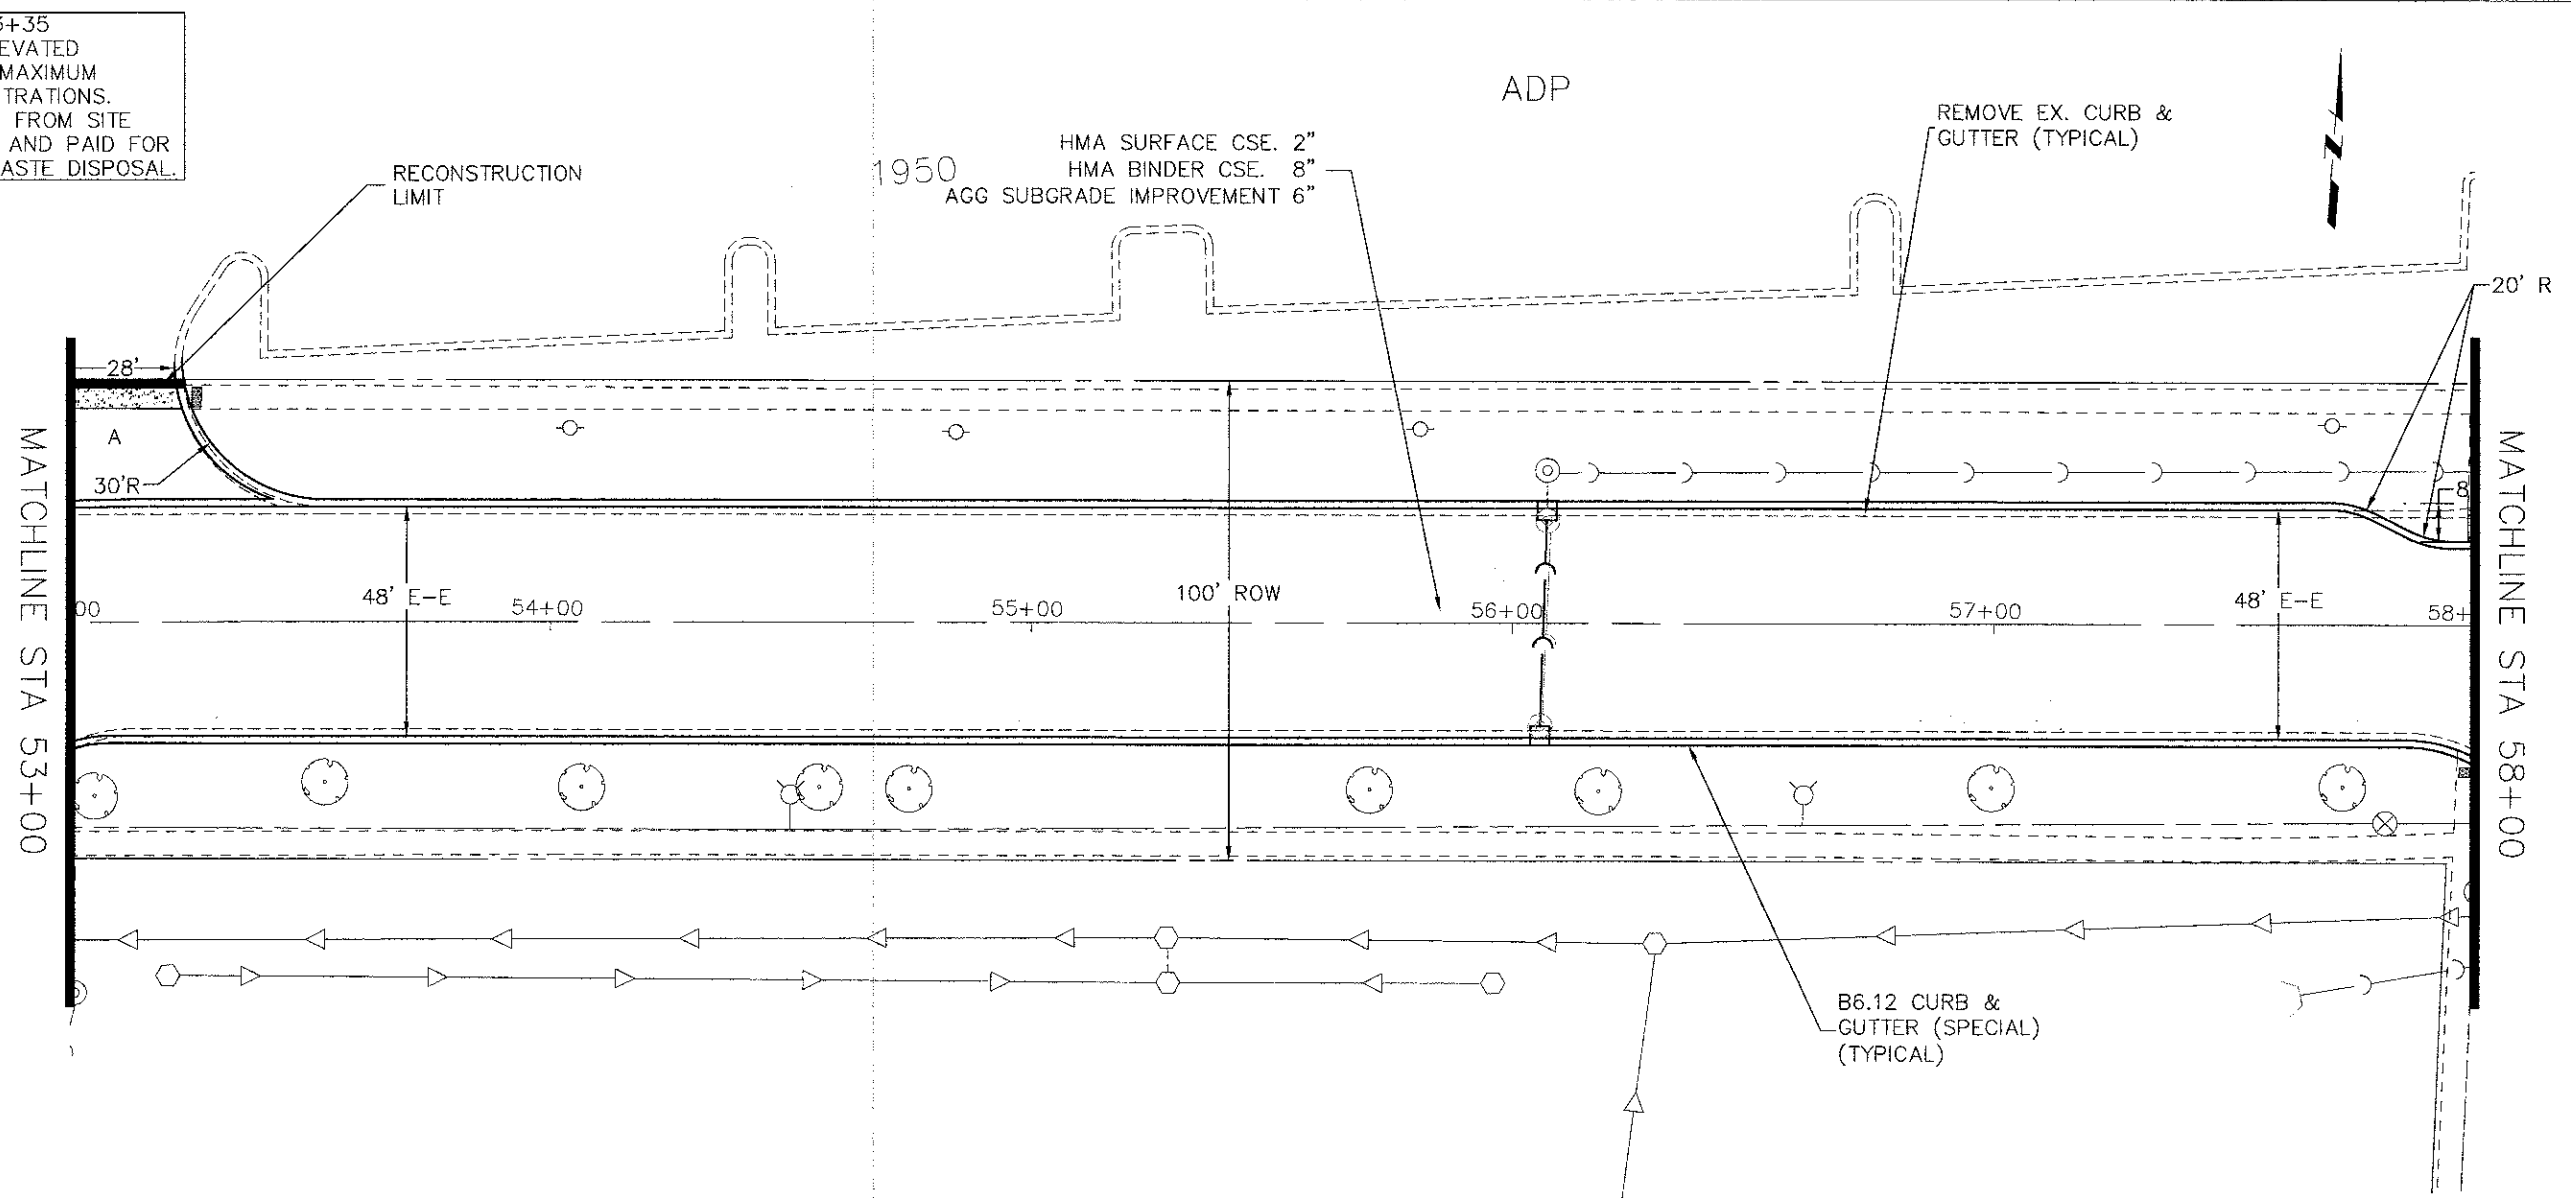 3+35
EVATED
MAXIMUM
TRATIONS.
FROM SITE
AND PAID FOR
ASTE DISPOSAL.
RECONSTRUCTION
LIMIT
1950
HMA SURFACE CSE. 2"
HMA BINDER CSE. 8"
AGG SUBGRADE IMPROVEMENT 6"
ADP
REMOVE EX. CURB &
GUTTER (TYPICAL)
N
20' R
28'
A
30'R
8
MATCHLINE STA 53+00
48' E-E
100' ROW
48' E-E
00
54+00
55+00
56+00
57+00
58+
MATCHLINE STA 58+00
B6.12 CURB &
GUTTER (SPECIAL)
(TYPICAL)